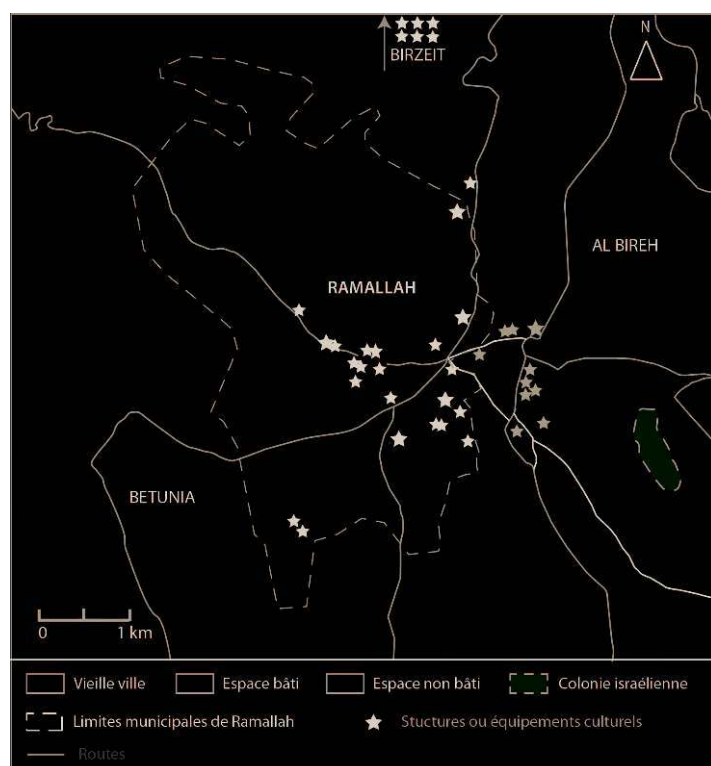 BIRZEIT
N
AL BIREH
RAMALLAH
BETUNIA
0 1 km
Vieille ville
Espace bâti
Espace non bâti
Colonie israélienne
Limites municipales de Ramallah
Stuctures ou équipements culturels
Routes